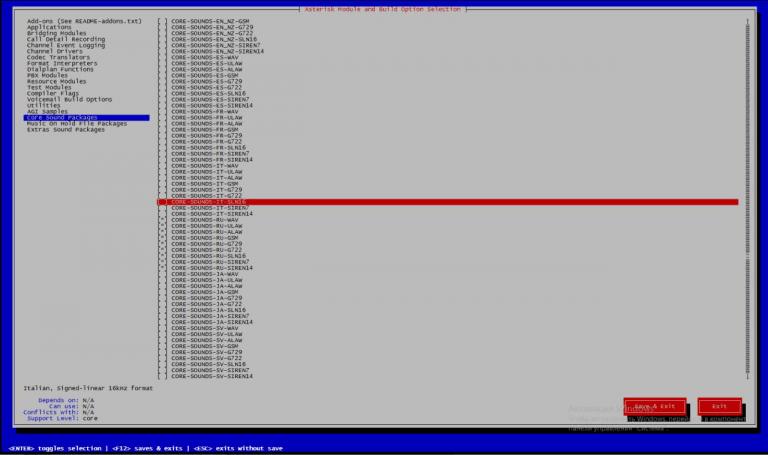 Asterisk Module and Build Option Selection
Add-ons (See README-addons.txt)
Applications
Bridging Modules
Call Detail Recording
Channel Event Logging
Channel Drivers
Codec Translators
Format Interpreters
Dialplan Functions
PBX Modules
Resource Modules
Test Modules
Compiler Flags
Voicemail Build Options
Utilities
AGI Samples
Core Sound Packages
Music On Hold File Packages
Extras Sound Packages
[ ] CORE-SOUNDS-EN_NZ-GSM
[ ] CORE-SOUNDS-EN_NZ-G729
[ ] CORE-SOUNDS-EN_NZ-G722
[ ] CORE-SOUNDS-EN_NZ-SLN16
[ ] CORE-SOUNDS-EN_NZ-SIREN7
[ ] CORE-SOUNDS-EN_NZ-SIREN14
[ ] CORE-SOUNDS-ES-WAV
[ ] CORE-SOUNDS-ES-ULAW
[ ] CORE-SOUNDS-ES-ALAW
[ ] CORE-SOUNDS-ES-GSM
[ ] CORE-SOUNDS-ES-G729
[ ] CORE-SOUNDS-ES-G722
[ ] CORE-SOUNDS-ES-SLN16
[ ] CORE-SOUNDS-ES-SIREN7
[ ] CORE-SOUNDS-ES-SIREN14
[ ] CORE-SOUNDS-FR-WAV
[ ] CORE-SOUNDS-FR-ULAW
[ ] CORE-SOUNDS-FR-ALAW
[ ] CORE-SOUNDS-FR-GSM
[ ] CORE-SOUNDS-FR-G729
[ ] CORE-SOUNDS-FR-G722
[ ] CORE-SOUNDS-FR-SLN16
[ ] CORE-SOUNDS-FR-SIREN7
[ ] CORE-SOUNDS-FR-SIREN14
[ ] CORE-SOUNDS-IT-WAV
[ ] CORE-SOUNDS-IT-ULAW
[ ] CORE-SOUNDS-IT-ALAW
[ ] CORE-SOUNDS-IT-GSM
[ ] CORE-SOUNDS-IT-G729
[ ] CORE-SOUNDS-IT-G722
[ ] CORE-SOUNDS-IT-SLN16
[ ] CORE-SOUNDS-IT-SIREN7
[ ] CORE-SOUNDS-IT-SIREN14
[*] CORE-SOUNDS-RU-WAV
[*] CORE-SOUNDS-RU-ULAW
[*] CORE-SOUNDS-RU-ALAW
[*] CORE-SOUNDS-RU-GSM
[*] CORE-SOUNDS-RU-G729
[*] CORE-SOUNDS-RU-G722
[*] CORE-SOUNDS-RU-SLN16
[*] CORE-SOUNDS-RU-SIREN7
[*] CORE-SOUNDS-RU-SIREN14
[ ] CORE-SOUNDS-JA-WAV
[ ] CORE-SOUNDS-JA-ULAW
[ ] CORE-SOUNDS-JA-ALAW
[ ] CORE-SOUNDS-JA-GSM
[ ] CORE-SOUNDS-JA-G729
[ ] CORE-SOUNDS-JA-G722
[ ] CORE-SOUNDS-JA-SLN16
[ ] CORE-SOUNDS-JA-SIREN7
[ ] CORE-SOUNDS-JA-SIREN14
[ ] CORE-SOUNDS-SV-WAV
[ ] CORE-SOUNDS-SV-ULAW
[ ] CORE-SOUNDS-SV-ALAW
[ ] CORE-SOUNDS-SV-GSM
[ ] CORE-SOUNDS-SV-G729
[ ] CORE-SOUNDS-SV-G722
[ ] CORE-SOUNDS-SV-SLN16
[ ] CORE-SOUNDS-SV-SIREN7
[ ] CORE-SOUNDS-SV-SIREN14
Italian, Signed-linear 16kHz format
Depends on: N/A
Can use: N/A
Conflicts with: N/A
Support Level: core
Save & Exit
Exit
Windows
панели управления "Система".
<ENTER> toggles selection | <F12> saves & exits | <ESC> exits without save